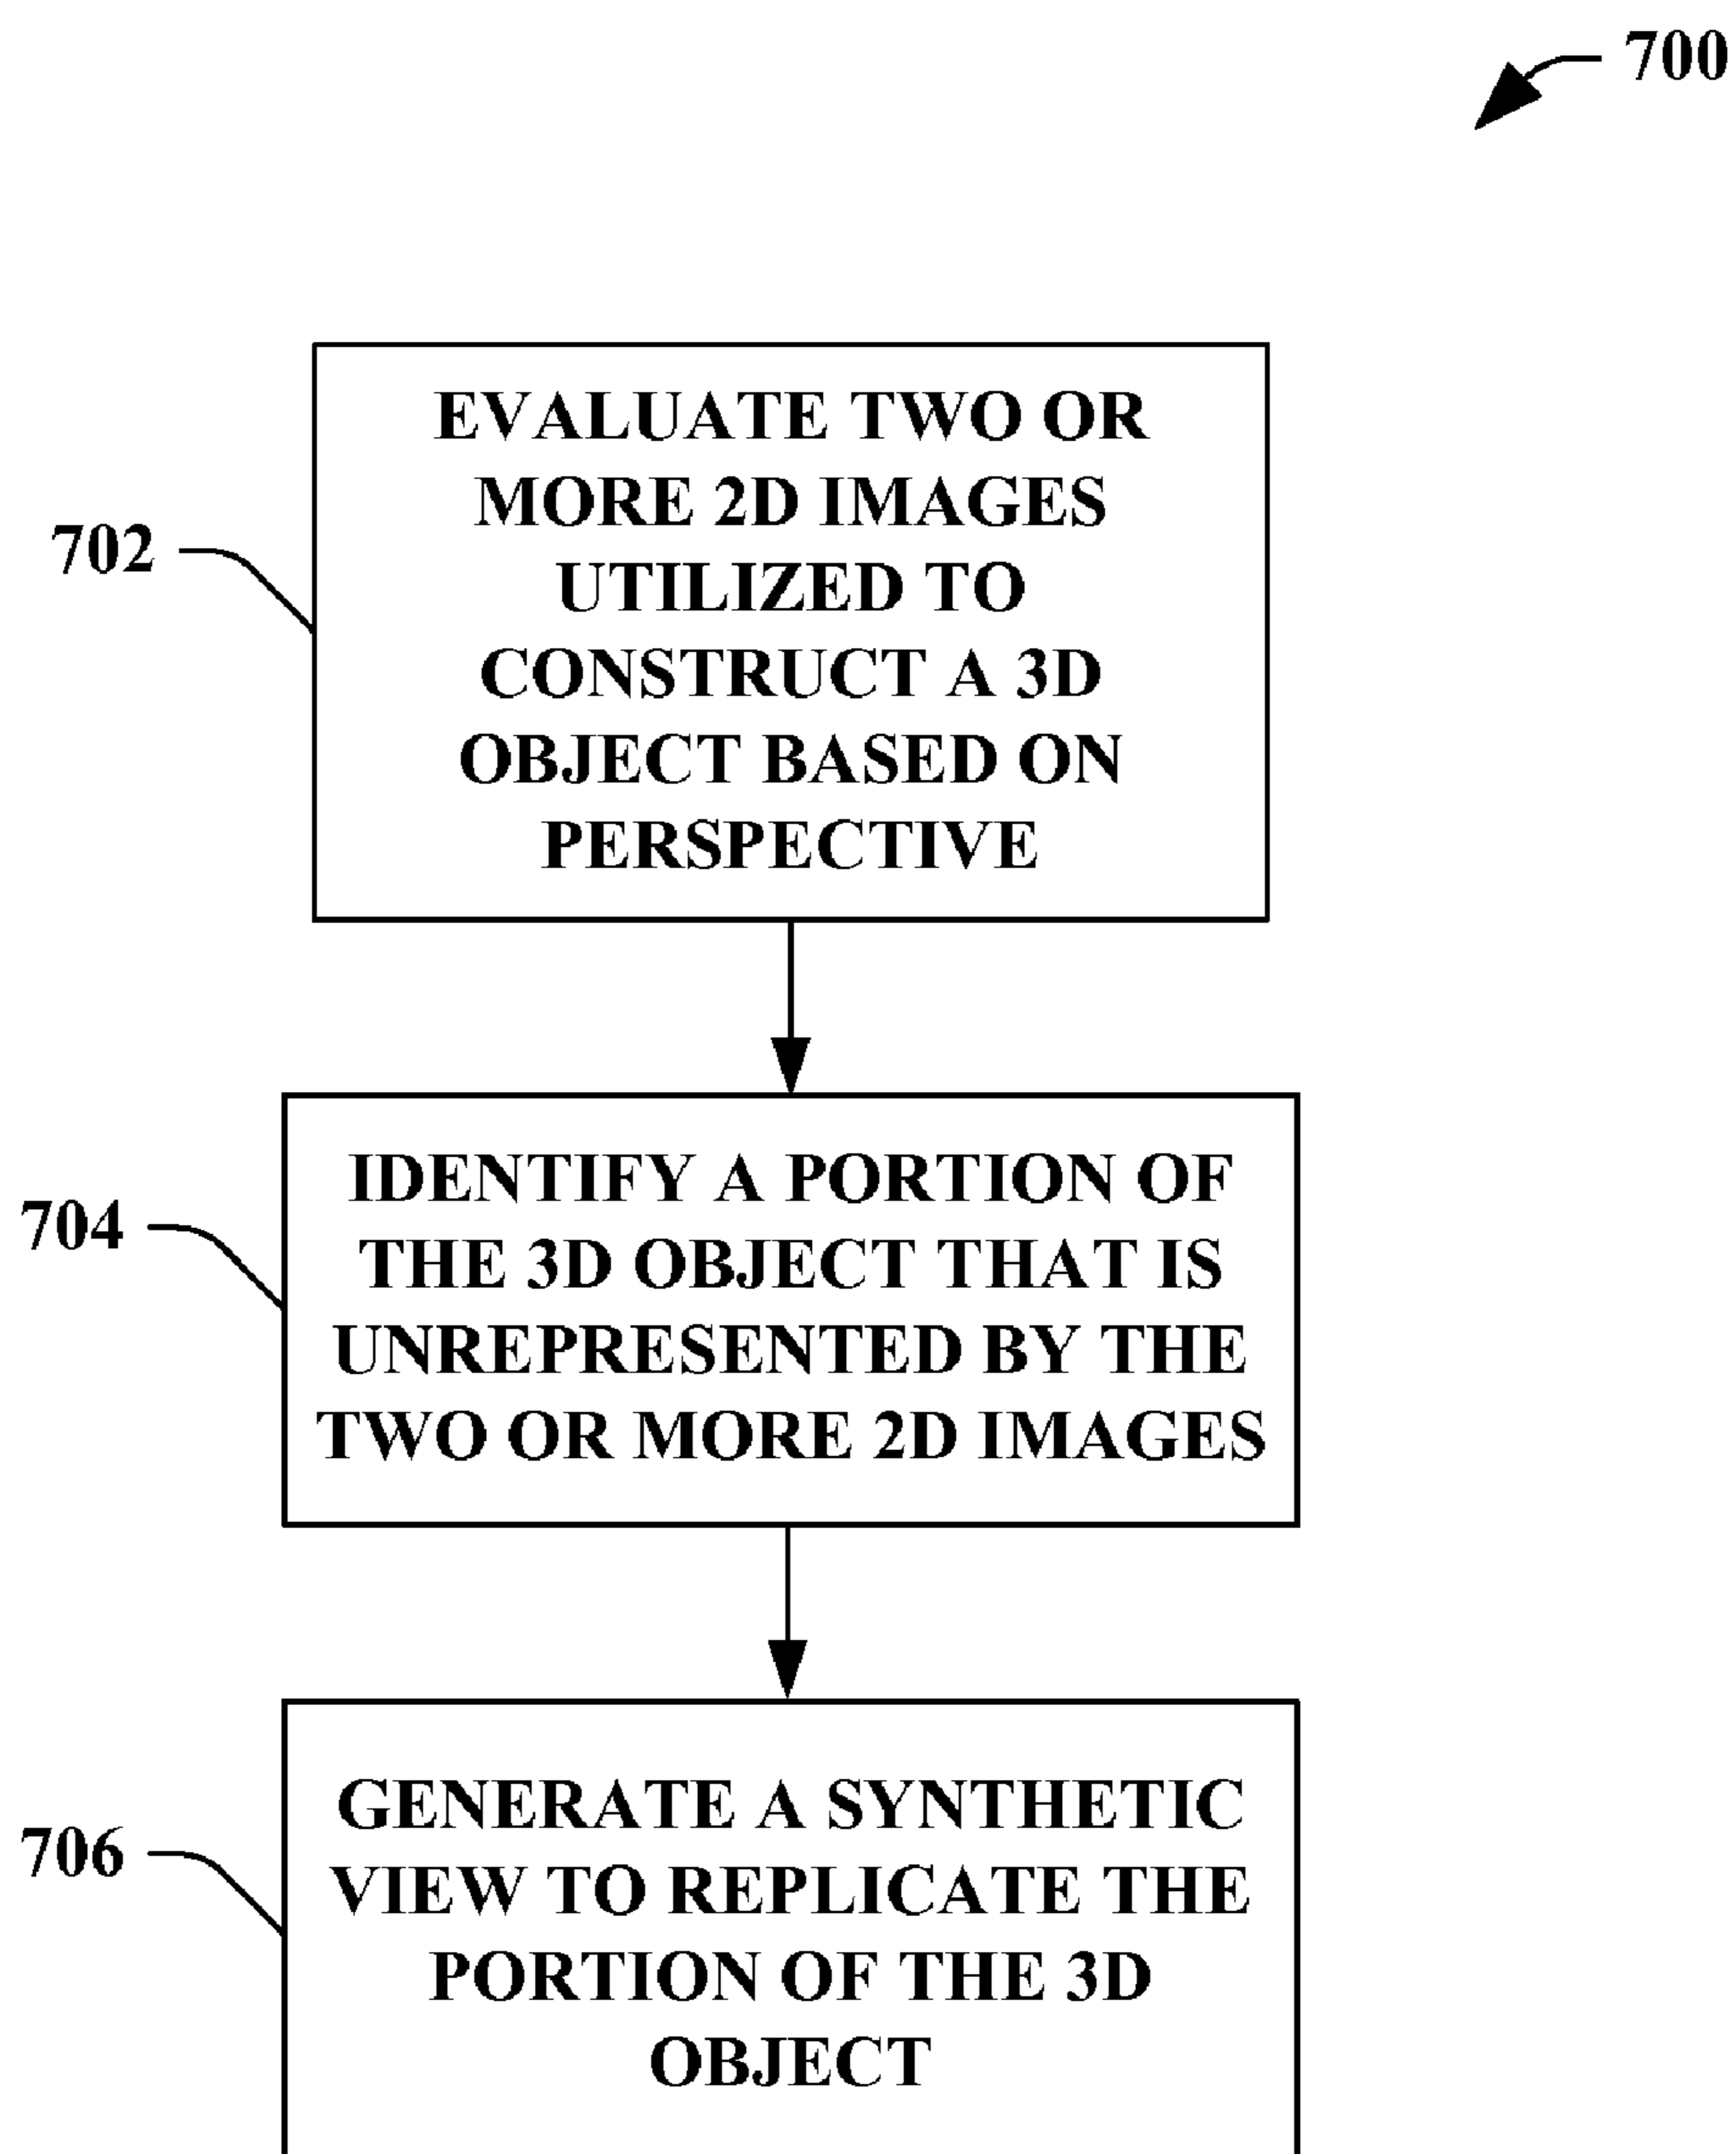 700
702
EVALUATE TWO OR
MORE 2D IMAGES
UTILIZED TO
CONSTRUCT A 3D
OBJECT BASED ON
PERSPECTIVE
704
IDENTIFY A PORTION OF
THE 3D OBJECT THAT IS
UNREPRESENTED BY THE
TWO OR MORE 2D IMAGES
706
GENERATE A SYNTHETIC
VIEW TO REPLICATE THE
PORTION OF THE 3D
OBJECT